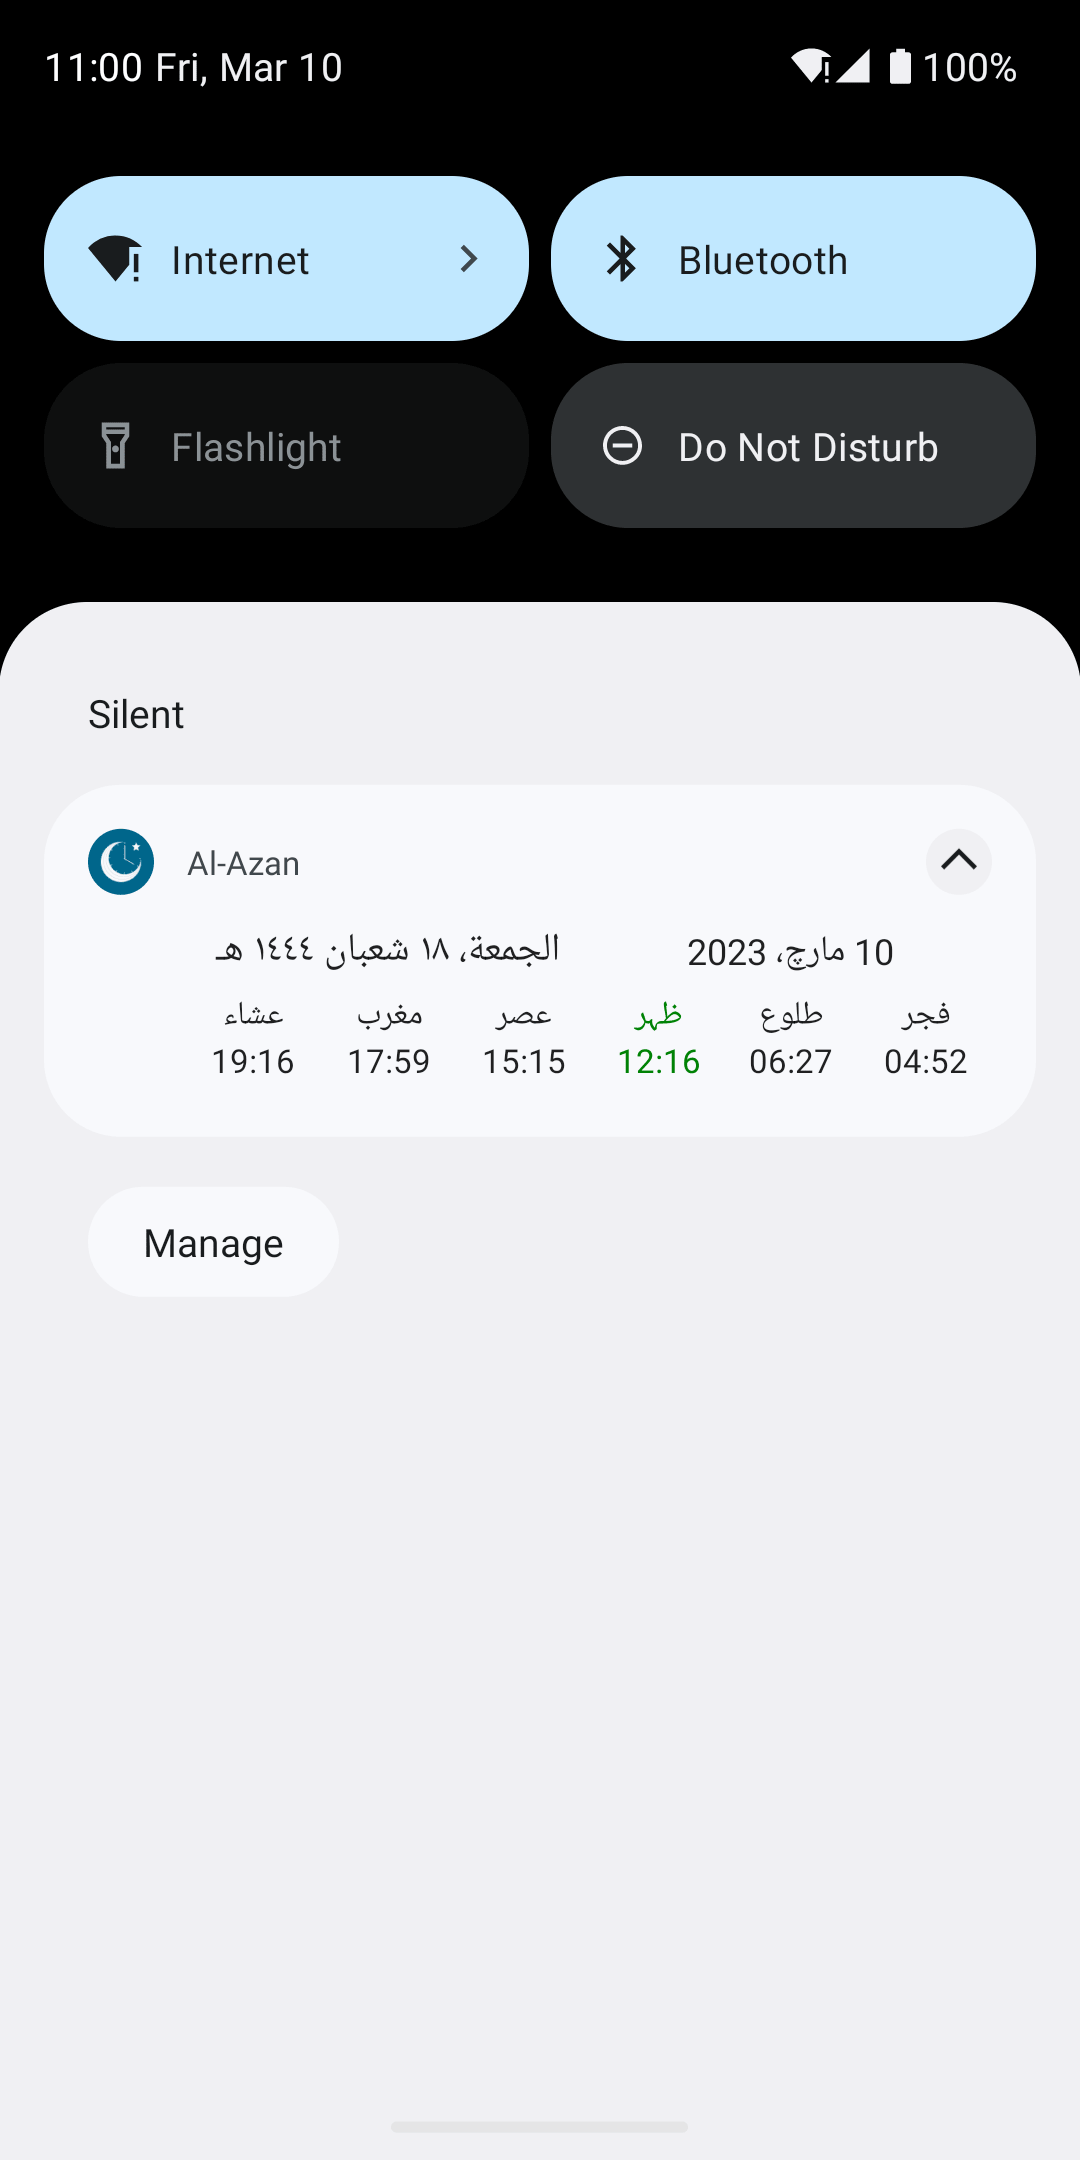 11:00 Fri, Mar 10 100%
Internet Bluetooth
Flashlight Do Not Disturb
Silent
Al-Azan
10 مارچ، 2023 الجمعة، ١٨ شعبان ١٤٤٤ هـ
فجر طلوع ظہر عصر مغرب عشاء
04:52 06:27 12:16 15:15 17:59 19:16
Manage